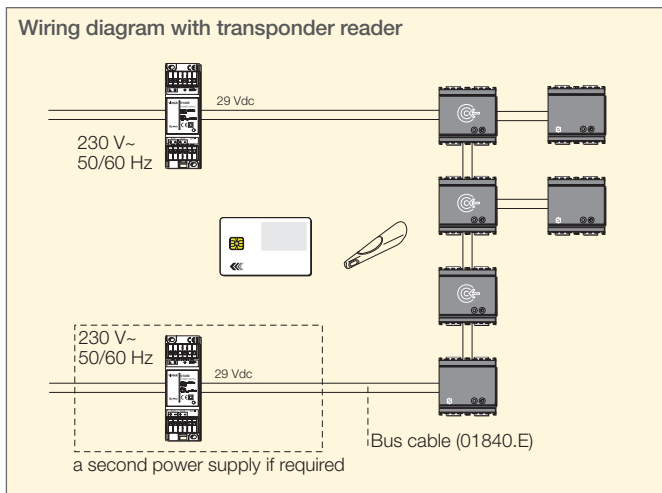 Wiring diagram with transponder reader
29 Vdc
230 V~
50/60 Hz
230 V~
50/60 Hz
29 Vdc
Bus cable (01840.E)
a second power supply if required